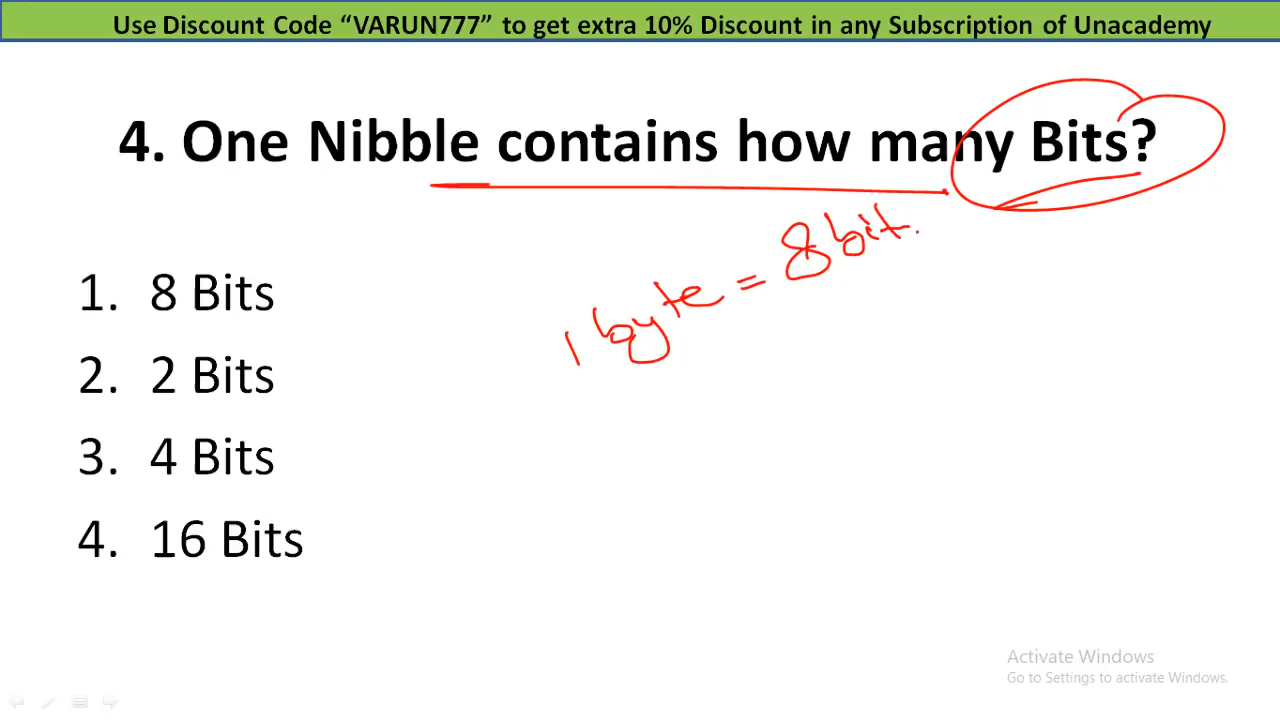 Use Discount Code “VARUN777” to get extra 10% Discount in any Subscription of Unacademy
4. One Nibble contains how many Bits?
1 byte = 8 bit.
1. 8 Bits
2. 2 Bits
3. 4 Bits
4. 16 Bits
Activate Windows
Go to Settings to activate Windows.